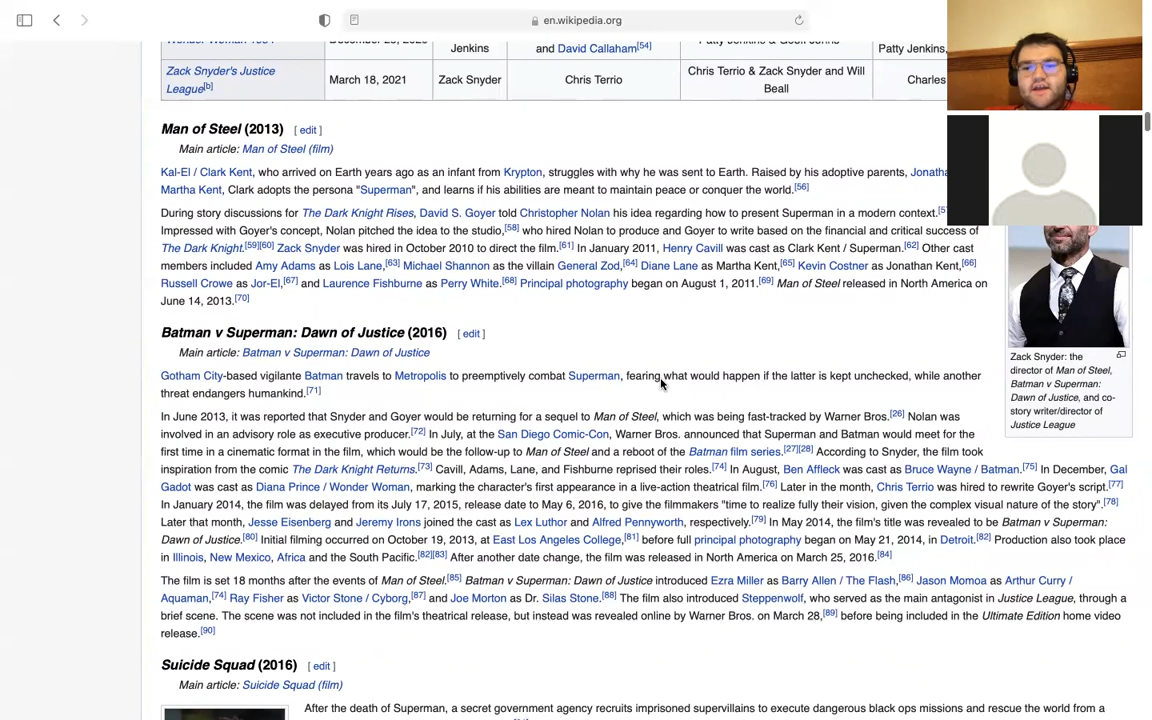 en.wikipedia.org
Jenkins
and David Callaham[54]
Patty Jenkins,
Zack Snyder's Justice
League[b]
March 18, 2021
Zack Snyder
Chris Terrio
Chris Terrio & Zack Snyder and Will
Beall
Charles
Man of Steel (2013) [ edit ]
Main article: Man of Steel (film)
Kal-El / Clark Kent, who arrived on Earth years ago as an infant from Krypton, struggles with why he was sent to Earth. Raised by his adoptive parents,
Martha Kent, Clark adopts the persona "Superman", and learns if his abilities are meant to maintain peace or conquer the world.[56]
During story discussions for The Dark Knight Rises, David S. Goyer told Christopher Nolan his idea regarding how to present Superman in a modern context.
Impressed with Goyer's concept, Nolan pitched the idea to the studio,[58] who hired Nolan to produce and Goyer to write based on the financial and critical success of
The Dark Knight.[59][60] Zack Snyder was hired in October 2010 to direct the film.[61] In January 2011, Henry Cavill was cast as Clark Kent / Superman.[62] Other cast
members included Amy Adams as Lois Lane,[63] Michael Shannon as the villain General Zod,[64] Diane Lane as Martha Kent,[65] Kevin Costner as Jonathan Kent,[66]
Russell Crowe as Jor-El,[67] and Laurence Fishburne as Perry White.[68] Principal photography began on August 1, 2011.[69] Man of Steel released in North America on
June 14, 2013.[70]
Zack Snyder: the
director of Man of Steel,
Batman v Superman:
Dawn of Justice, and co-
story writer/director of
Justice League
Batman v Superman: Dawn of Justice (2016) [ edit ]
Main article: Batman v Superman: Dawn of Justice
Gotham City-based vigilante Batman travels to Metropolis to preemptively combat Superman, fearing what would happen if the latter is kept unchecked, while another
threat endangers humankind.[71]
In June 2013, it was reported that Snyder and Goyer would be returning for a sequel to Man of Steel, which was being fast-tracked by Warner Bros.[26] Nolan was
involved in an advisory role as executive producer.[72] In July, at the San Diego Comic-Con, Warner Bros. announced that Superman and Batman would meet for the
first time in a cinematic format in the film, which would be the follow-up to Man of Steel and a reboot of the Batman film series.[27][28] According to Snyder, the film took
inspiration from the comic The Dark Knight Returns.[73] Cavill, Adams, Lane, and Fishburne reprised their roles.[74] In August, Ben Affleck was cast as Bruce Wayne / Batman.[75] In December, Gal
Gadot was cast as Diana Prince / Wonder Woman, marking the character's first appearance in a live-action theatrical film.[76] Later in the month, Chris Terrio was hired to rewrite Goyer's script.[77]
In January 2014, the film was delayed from its July 17, 2015, release date to May 6, 2016, to give the filmmakers "time to realize fully their vision, given the complex visual nature of the story".[78]
Later that month, Jesse Eisenberg and Jeremy Irons joined the cast as Lex Luthor and Alfred Pennyworth, respectively.[79] In May 2014, the film's title was revealed to be Batman v Superman:
Dawn of Justice.[80] Initial filming occurred on October 19, 2013, at East Los Angeles College,[81] before full principal photography began on May 21, 2014, in Detroit.[82] Production also took place
in Illinois, New Mexico, Africa and the South Pacific.[82][83] After another date change, the film was released in North America on March 25, 2016.[84]
The film is set 18 months after the events of Man of Steel.[85] Batman v Superman: Dawn of Justice introduced Ezra Miller as Barry Allen / The Flash,[86] Jason Momoa as Arthur Curry /
Aquaman,[74] Ray Fisher as Victor Stone / Cyborg,[87] and Joe Morton as Dr. Silas Stone.[88] The film also introduced Steppenwolf, who served as the main antagonist in Justice League, through a
brief scene. The scene was not included in the film's theatrical release, but instead was revealed online by Warner Bros. on March 28,[89] before being included in the Ultimate Edition home video
release.[90]
Suicide Squad (2016) [ edit ]
Main article: Suicide Squad (film)
After the death of Superman, a secret government agency recruits imprisoned supervillains to execute dangerous black ops missions and rescue the world from a